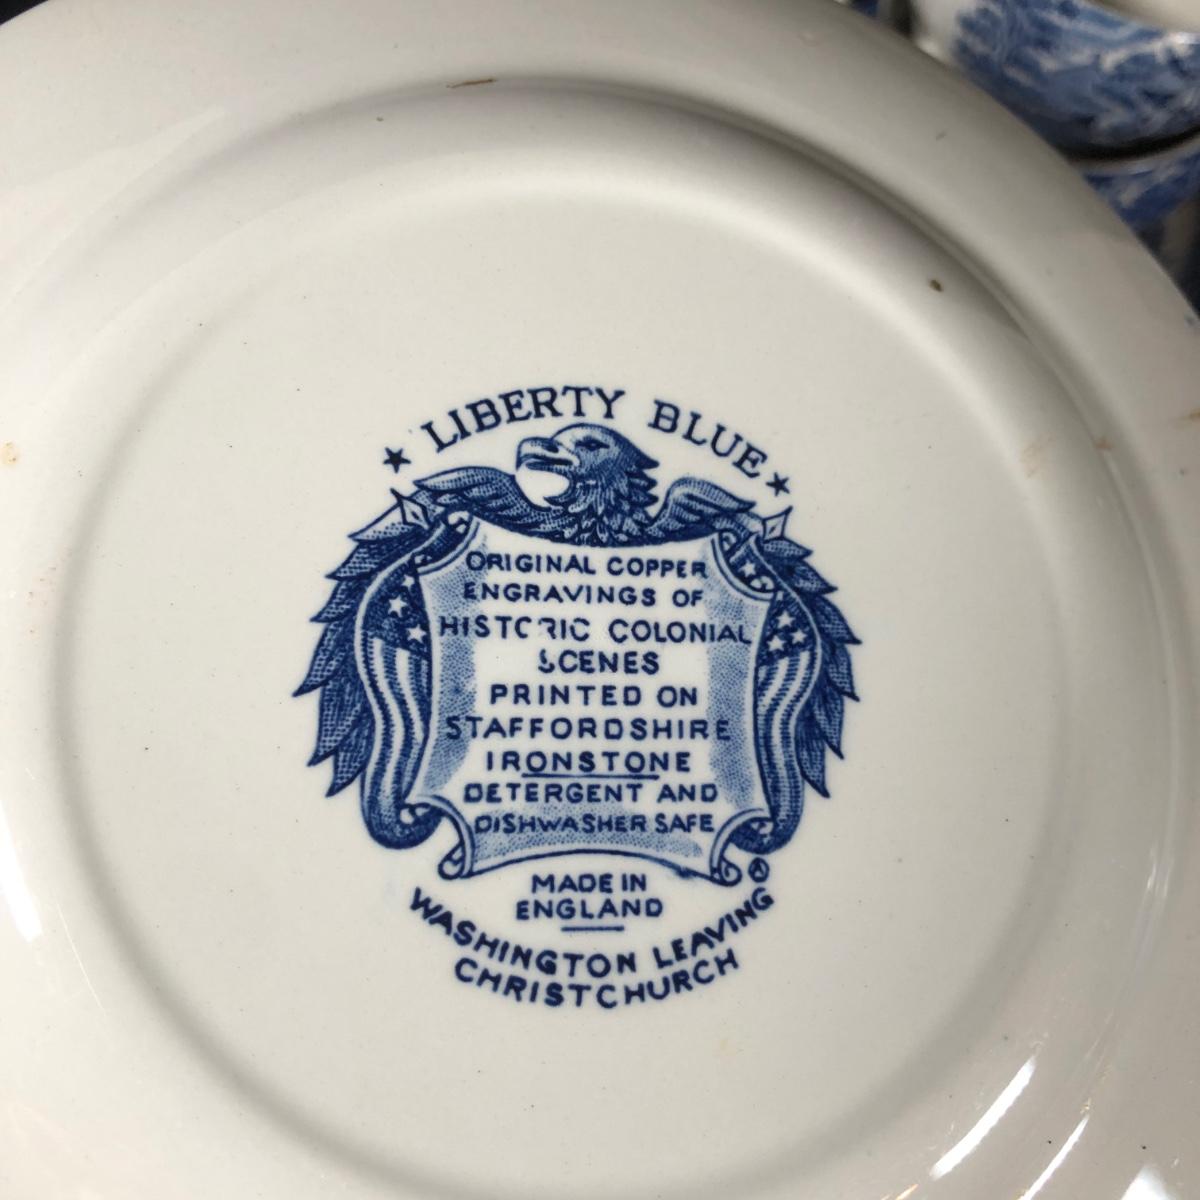 ★ LIBERTY BLUE ★
ORIGINAL COPPER
ENGRAVINGS OF
HISTORIC COLONIAL
SCENES
PRINTED ON
STAFFORDSHIRE
IRONSTONE
DETERGENT AND
DISHWASHER SAFE
MADE IN
ENGLAND
WASHINGTON LEAVING
CHRISTCHURCH